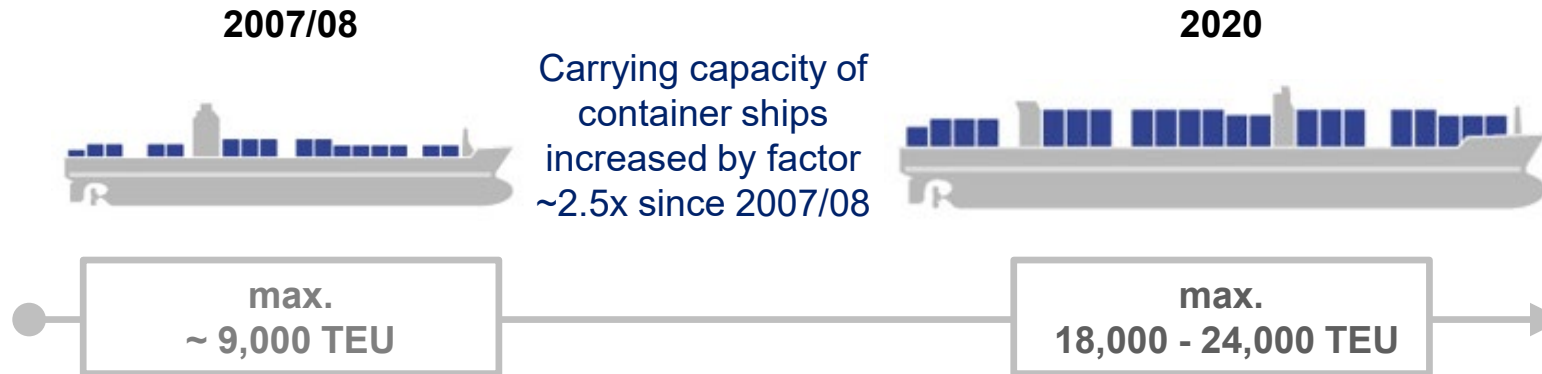 2007/08
2020
Carrying capacity of
container ships
increased by factor
~2.5x since 2007/08
max.
~ 9,000 TEU
max.
18,000 - 24,000 TEU